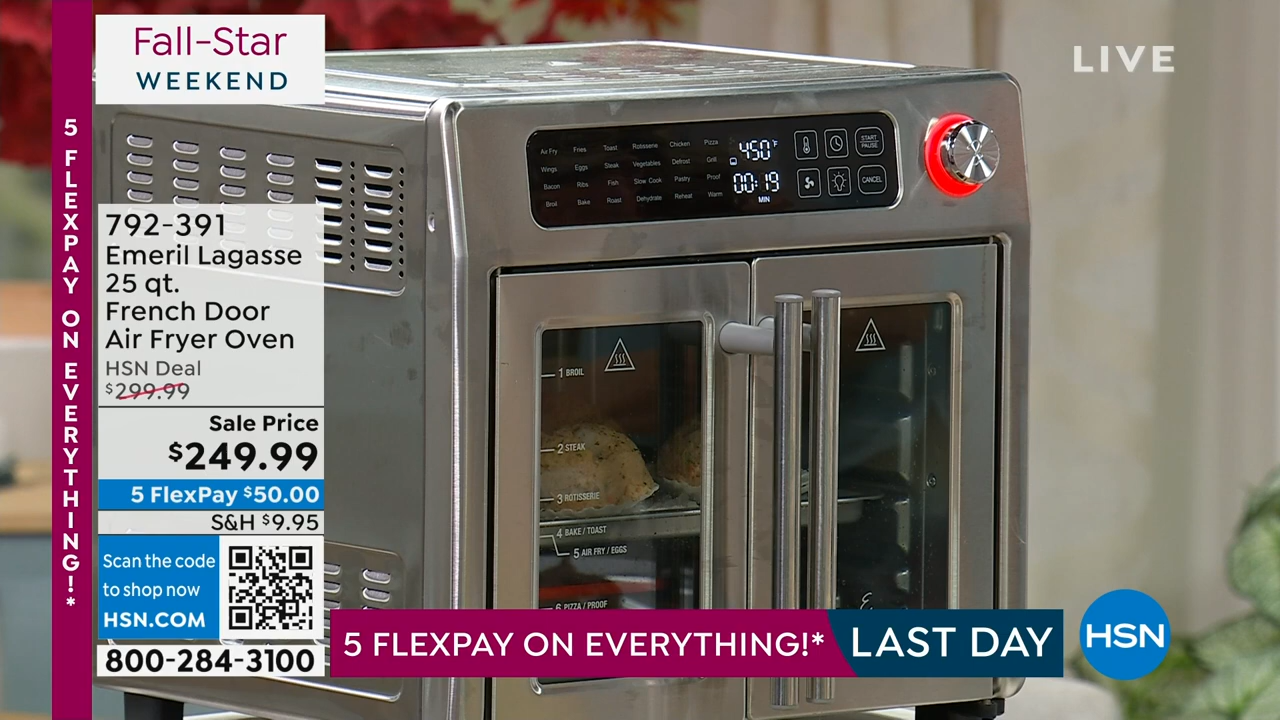 Fall-Star
WEEKEND
LIVE
5 FLEXPAY ON EVERYTHING!*
792-391
Emeril Lagasse
25 qt.
French Door
Air Fryer Oven
HSN Deal
$299.99
Sale Price
$249.99
5 FlexPay $50.00
S&H $9.95
Scan the code
to shop now
HSN.COM
800-284-3100
Air Fry Fries Toast Rotisserie Chicken Pizza
Wings Eggs Steak Vegetables Defrost Grill
Bacon Ribs Fish Slow Cook Pastry Proof
Broil Bake Roast Dehydrate Reheat Warm
450°F
00:19
MIN
START/
PAUSE
CANCEL
1 BROIL
2 STEAK
3 ROTISSERIE
4 BAKE / TOAST
5 AIR FRY / EGGS
6 PIZZA / PROOF
5 FLEXPAY ON EVERYTHING!*
LAST DAY
HSN